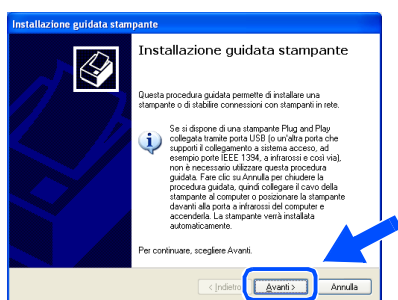 Installazione guidata stampante
Installazione guidata stampante
Questa procedura guidata permette di installare una
stampante o di stabilire connessioni con stampanti in rete.
Se si dispone di una stampante Plug and Play
collegata tramite porta USB (o un'altra porta che
supporti il collegamento a sistema acceso, ad
esempio porte IEEE 1394, a infrarossi e così via),
non è necessario utilizzare questa procedura
guidata. Fare clic su Annulla per chiudere la
procedura guidata, quindi collegare il cavo della
stampante al computer o posizionare la stampante
davanti alla porta a infrarossi del computer e
accenderla. La stampante verrà installata
automaticamente.
Per continuare, scegliere Avanti.
< Indietro Avanti > Annulla